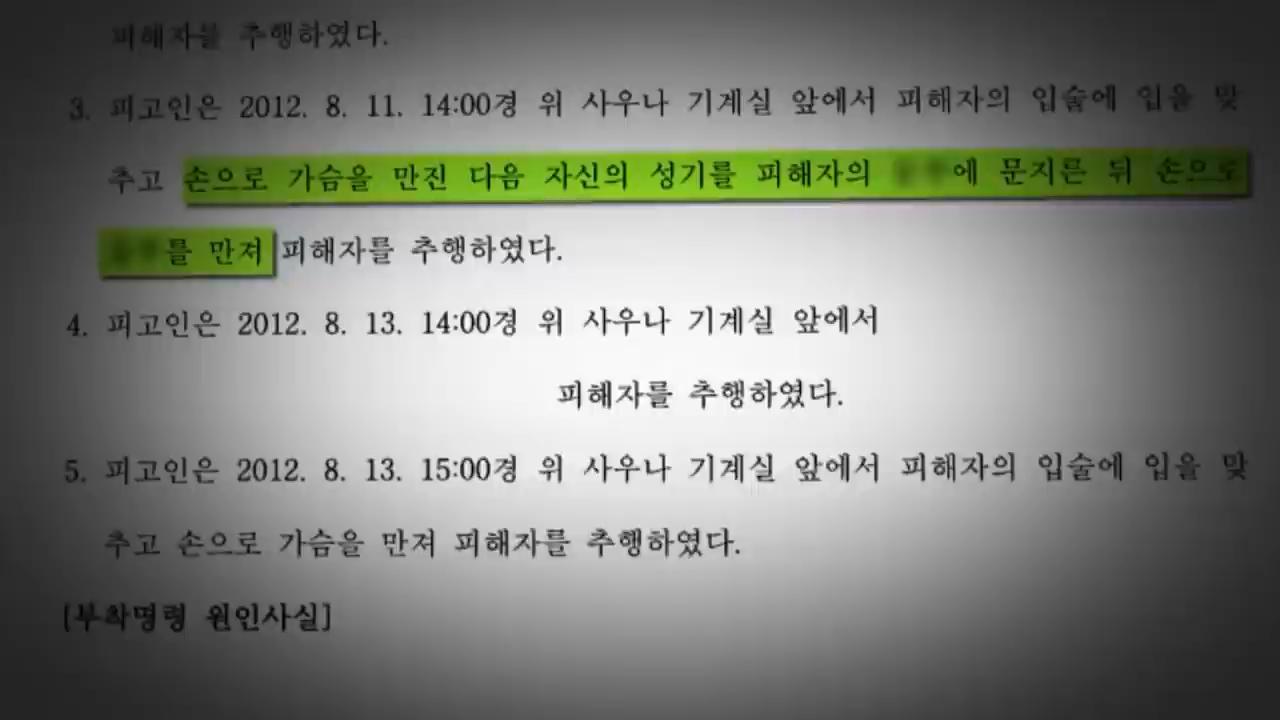 피해자를 추행하였다.
3. 피고인은 2012. 8. 11. 14:00경 위 사우나 기계실 앞에서 피해자의 입술에 입을 맞
추고 손으로 가슴을 만진 다음 자신의 성기를 피해자의 에 문지른 뒤 손으로
를 만져 피해자를 추행하였다.
4. 피고인은 2012. 8. 13. 14:00경 위 사우나 기계실 앞에서
피해자를 추행하였다.
5. 피고인은 2012. 8. 13. 15:00경 위 사우나 기계실 앞에서 피해자의 입술에 입을 맞
추고 손으로 가슴을 만져 피해자를 추행하였다.
[부착명령 원인사실]